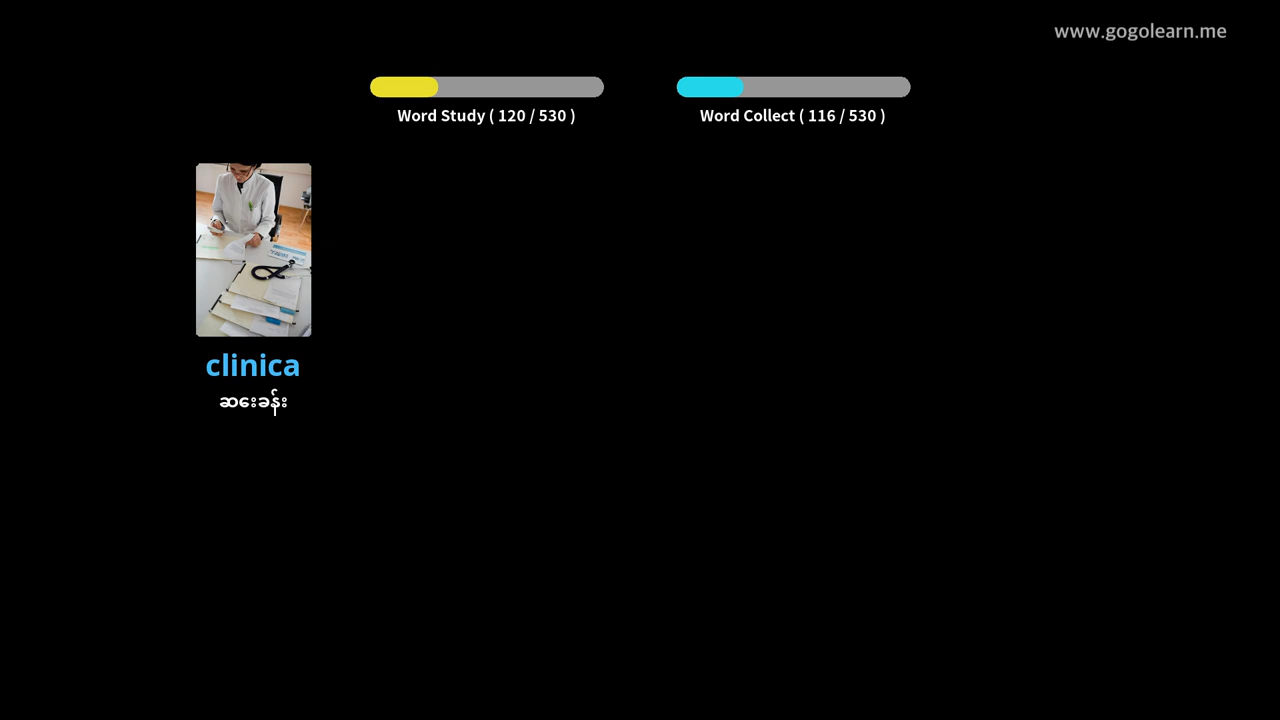 www.gogolearn.me
Word Study ( 120 / 530 )
Word Collect ( 116 / 530 )
clinica
ဆေးခန်း